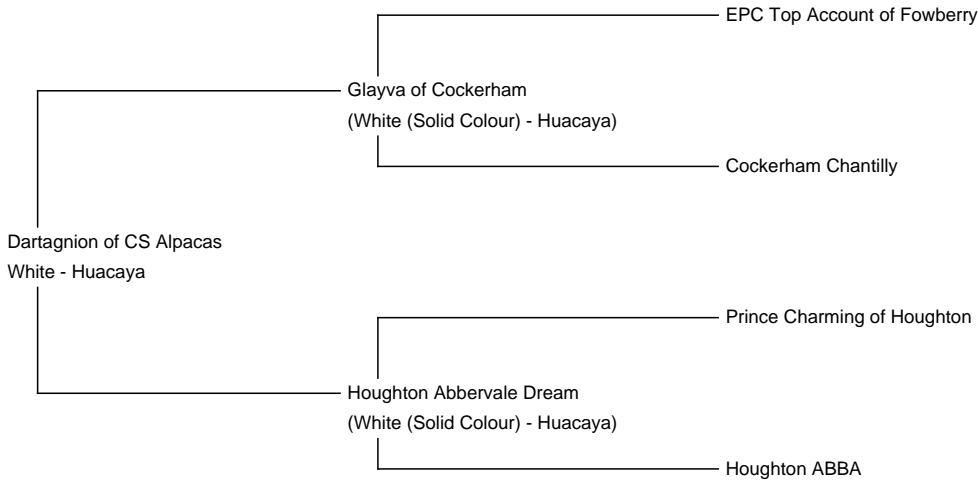 EPC Top Account of Fowberry
Glayva of Cockerham
(White (Solid Colour) - Huacaya)
Cockerham Chantilly
Dartagnion of CS Alpacas
White - Huacaya
Prince Charming of Houghton
Houghton Abbervale Dream
(White (Solid Colour) - Huacaya)
Houghton ABBA